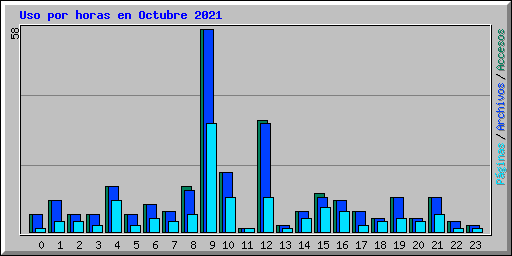 Uso por horas en Octubre 2021
58
Páginas / Archivos / Accesos
0 1 2 3 4 5 6 7 8 9 10 11 12 13 14 15 16 17 18 19 20 21 22 23